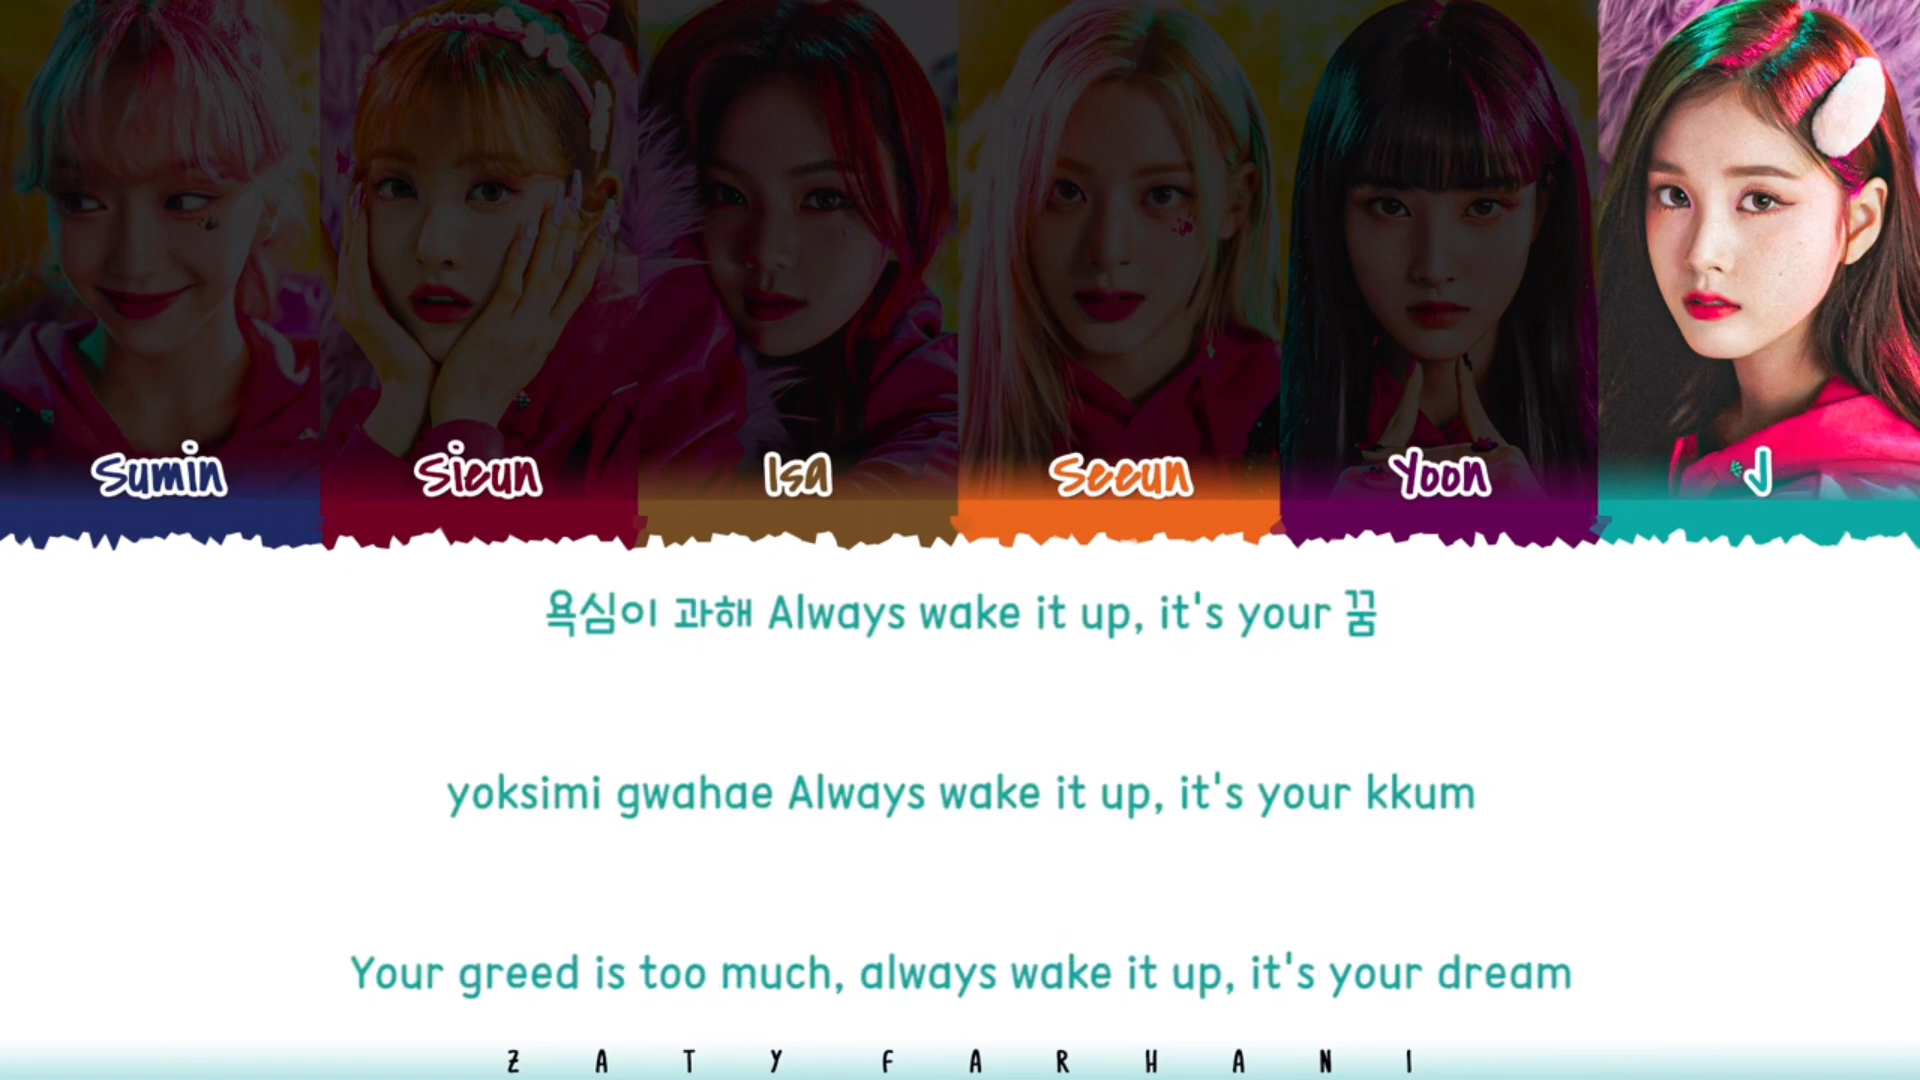 Sumin Sieun Isa Seeun Yoon J
욕심이 과해 Always wake it up, it's your 꿈
yoksimi gwahae Always wake it up, it's your kkum
Your greed is too much, always wake it up, it's your dream
ZATY FARHANI